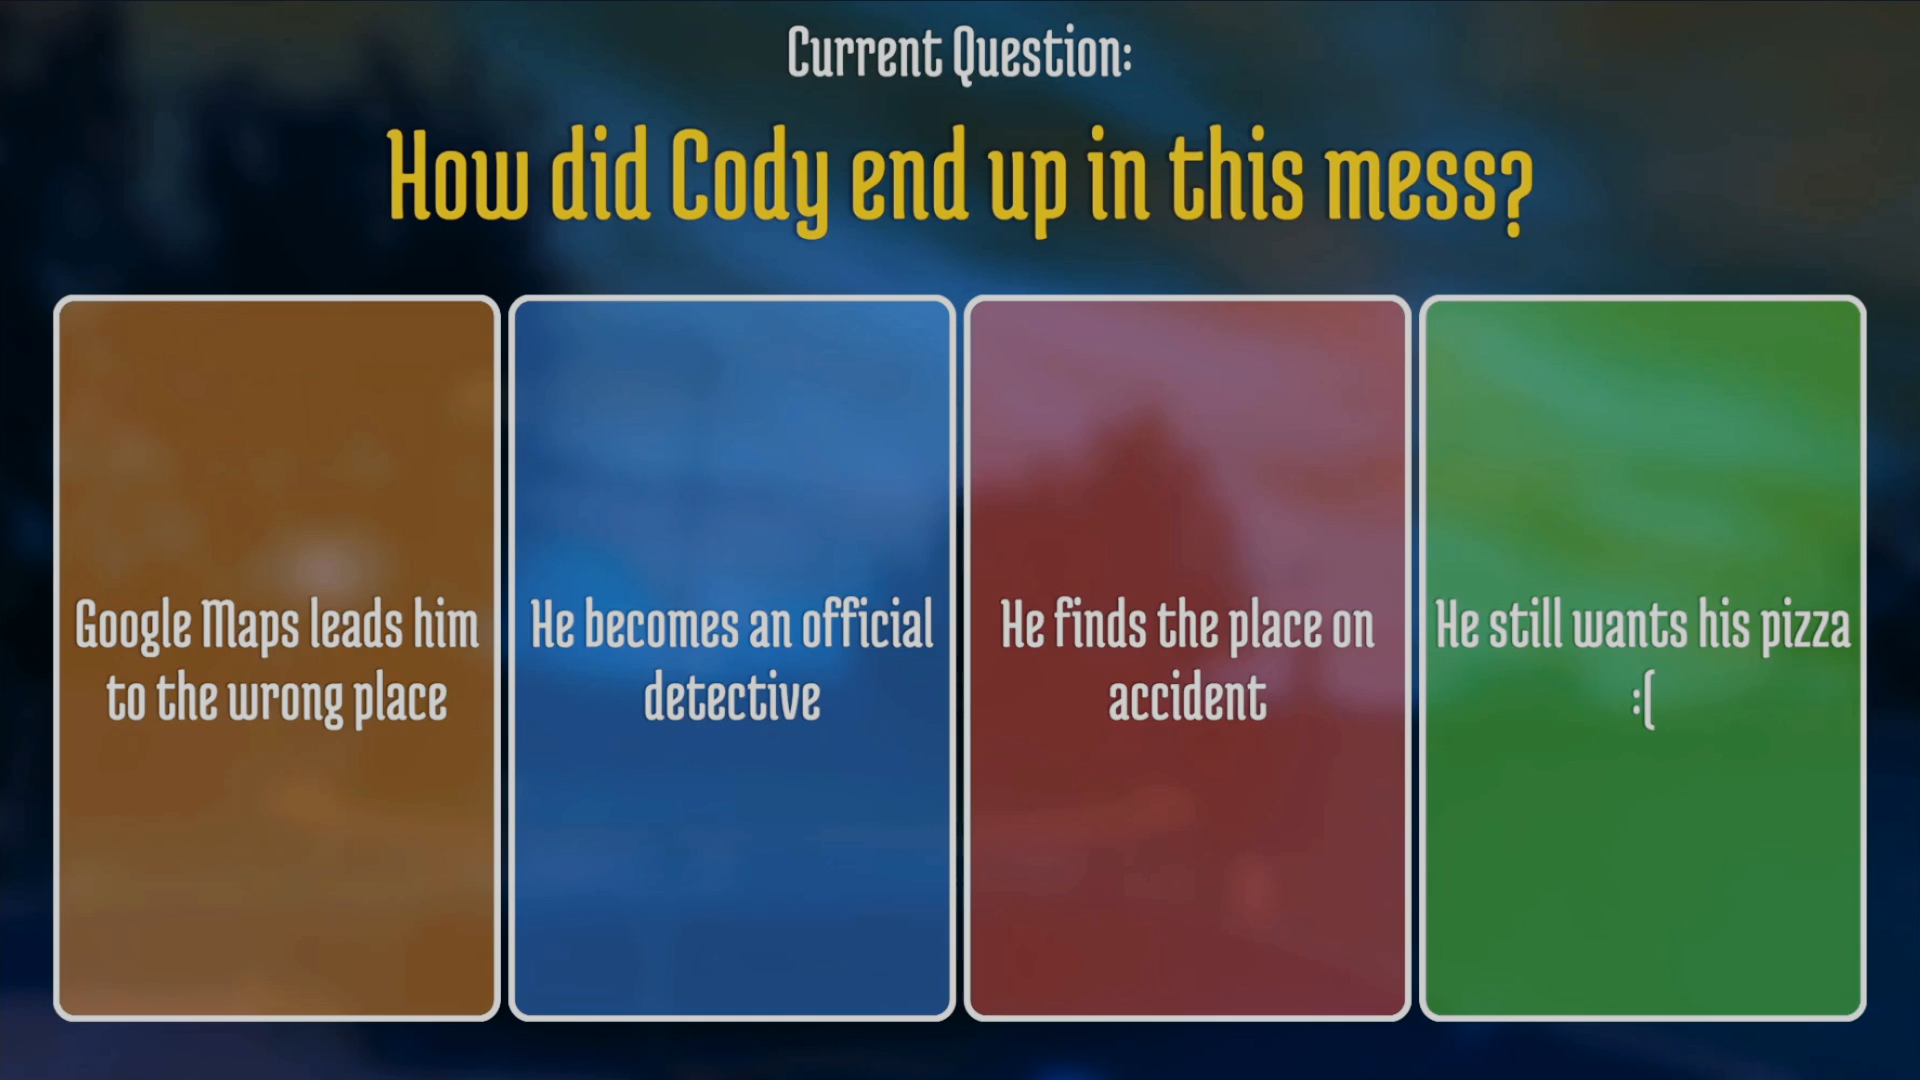 Current Question:
How did Cody end up in this mess?
Google Maps leads him
to the wrong place
He becomes an official
detective
He finds the place on
accident
He still wants his pizza
:(